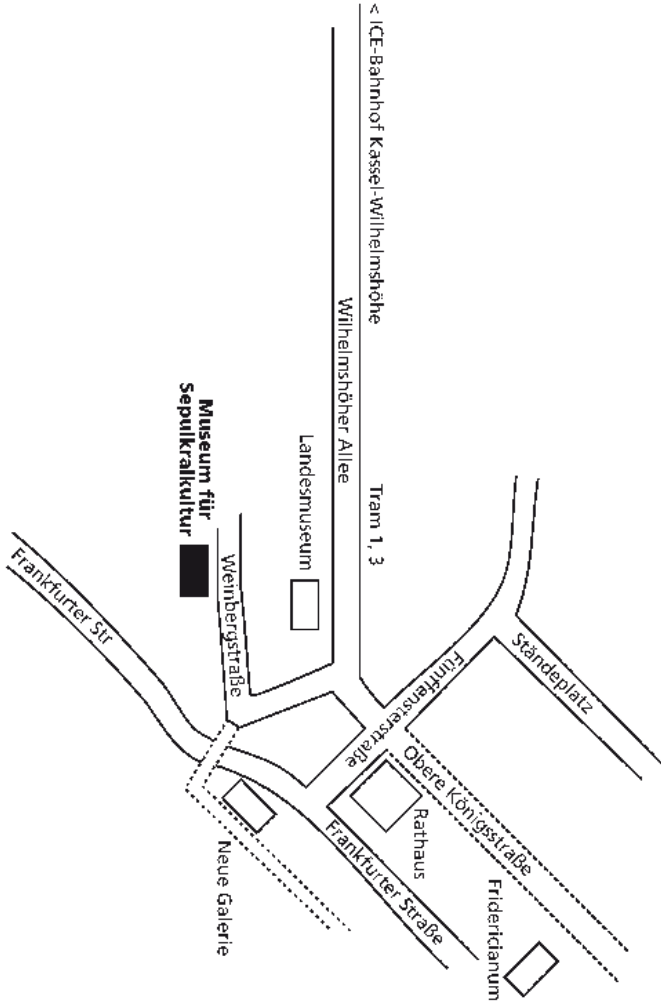 < ICE-Bahnhof Kassel-Wilhelmshöhe
Tram 1, 3
Wilhelmshöher Allee
Ständeplatz
Fünffensterstraße
Obere Königsstraße
Landesmuseum
Rathaus
Fridericianum
Museum für
Sepulkralkultur
Weinbergstraße
Frankfurter Straße
Frankfurter Str
Neue Galerie